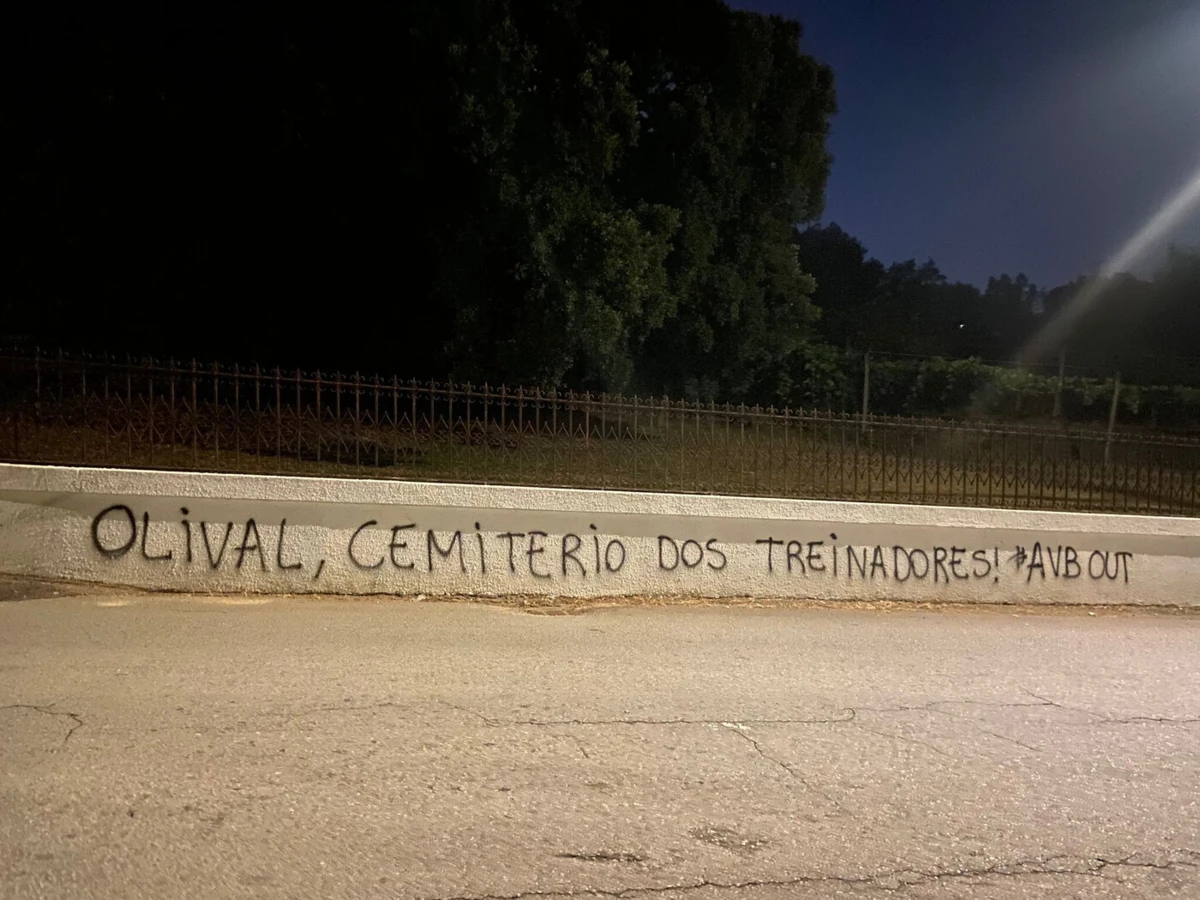 OLIVAL, CEMITERIO DOS TREINADORES! #AVB OUT